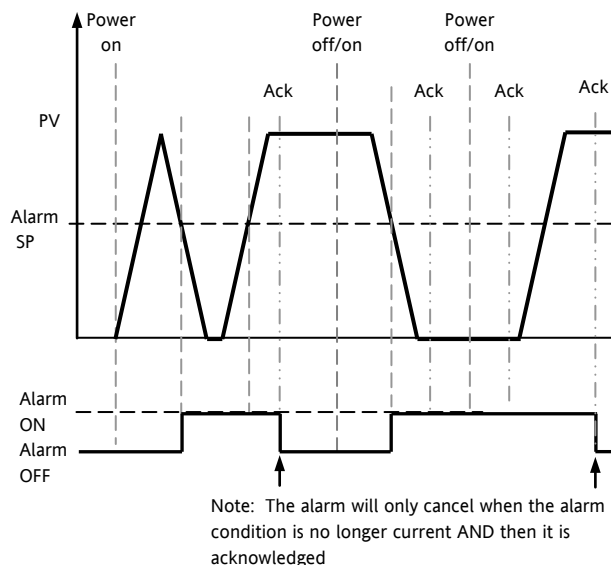 Power
on
Power
off/on
Power
off/on
Ack
Ack
Ack
Ack
PV
Alarm
SP
Alarm
ON
Alarm
OFF
Note: The alarm will only cancel when the alarm
condition is no longer current AND then it is
acknowledged